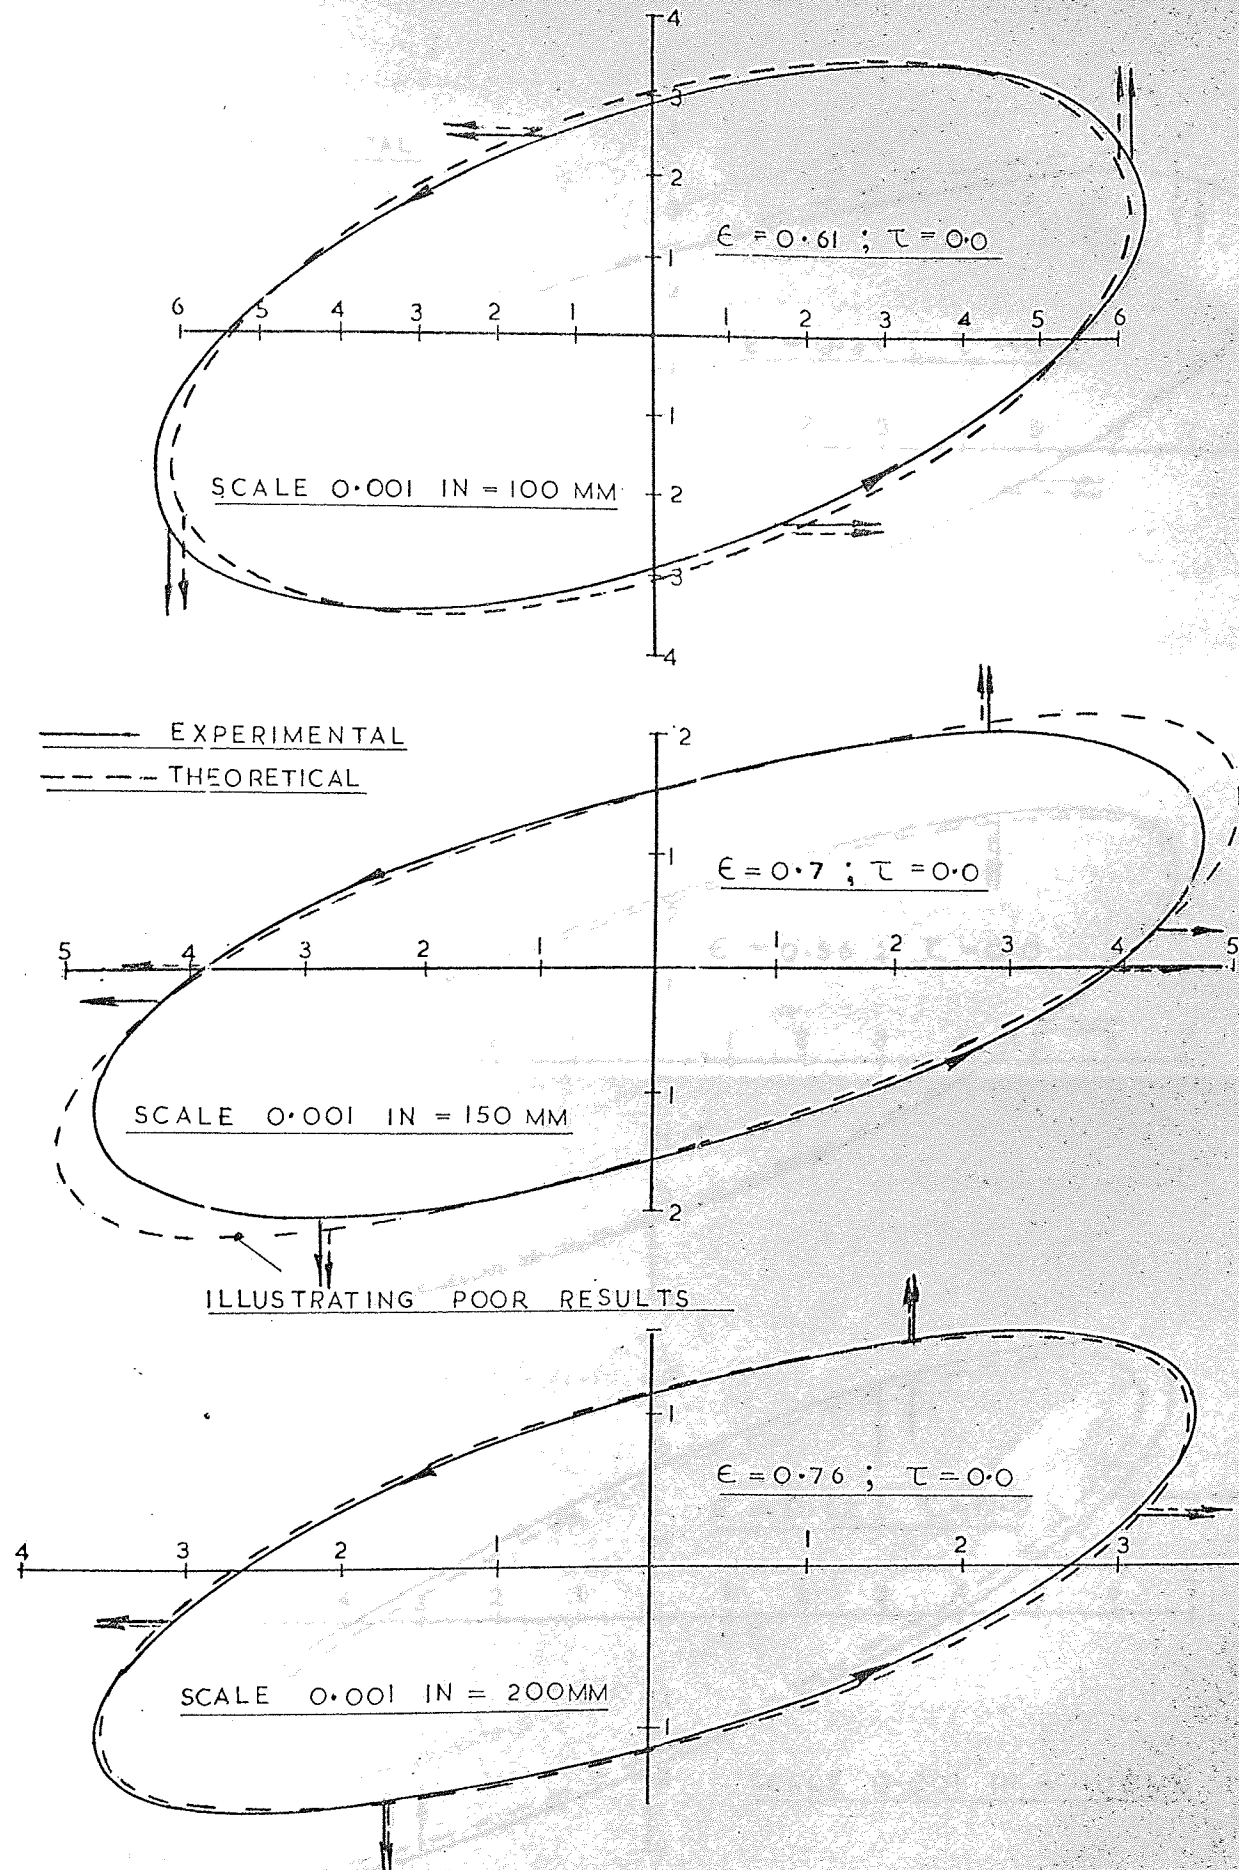 4
3
2
1
ϵ = 0.61 ; τ = 0.0
6 5 4 3 2 1 1 2 3 4 5 6
1
SCALE 0.001 IN = 100 MM
2
3
4
EXPERIMENTAL
THEORETICAL
2
1
ϵ = 0.7 ; τ = 0.0
5 4 3 2 1 1 2 3 4 5
1
SCALE 0.001 IN = 150 MM
2
ILLUSTRATING POOR RESULTS
1
ϵ = 0.76 ; τ = 0.0
4 3 2 1 2 3
1
SCALE 0.001 IN = 200MM
1